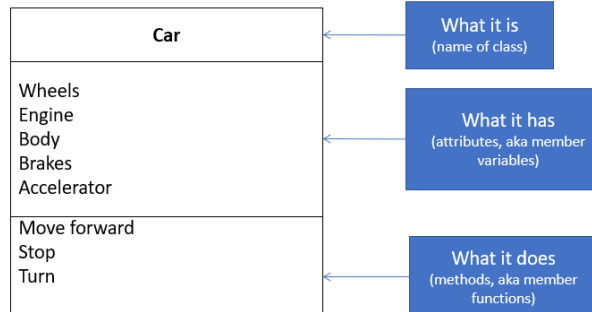 Car
Wheels
Engine
Body
Brakes
Accelerator
Move forward
Stop
Turn
What it is
(name of class)
What it has
(attributes, aka member
variables)
What it does
(methods, aka member
functions)